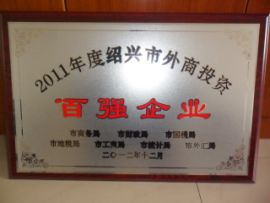 2011年度绍兴市外商投资
百强企业
市商务局 市财政局 市国税局
市地税局 市工商局 市统计局 市外汇局
二〇一二年十二月